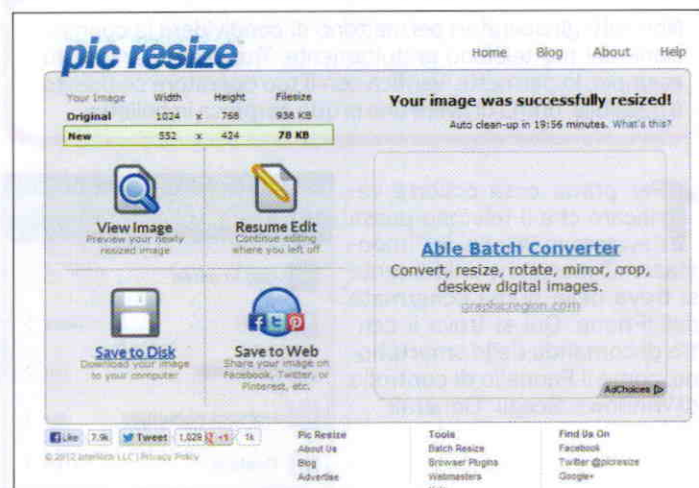 pic resize
Home Blog About Help
Your Image Width Height Filesize
Original 1024 x 768 938 KB
New 552 x 424 78 KB
Your image was successfully resized!
Auto clean-up in 19:56 minutes. What's this?
View Image
Preview your newly
resized image
Resume Edit
Continue editing
where you left off
Save to Disk
Download your image
to your computer
Save to Web
Share your image on
Facebook, Twitter, or
Pinterest, etc.
Able Batch Converter
Convert, resize, rotate, mirror, crop,
deskew digital images.
graphicregion.com
AdChoices
Like 7.9k Tweet 1,028 +1 1k
© 2012 LLC | Privacy Policy
Pic Resize
About Us
Blog
Advertise
Tools
Batch Resize
Browser Plugins
Webmasters
Find Us On
Facebook
Twitter @picresize
Google+